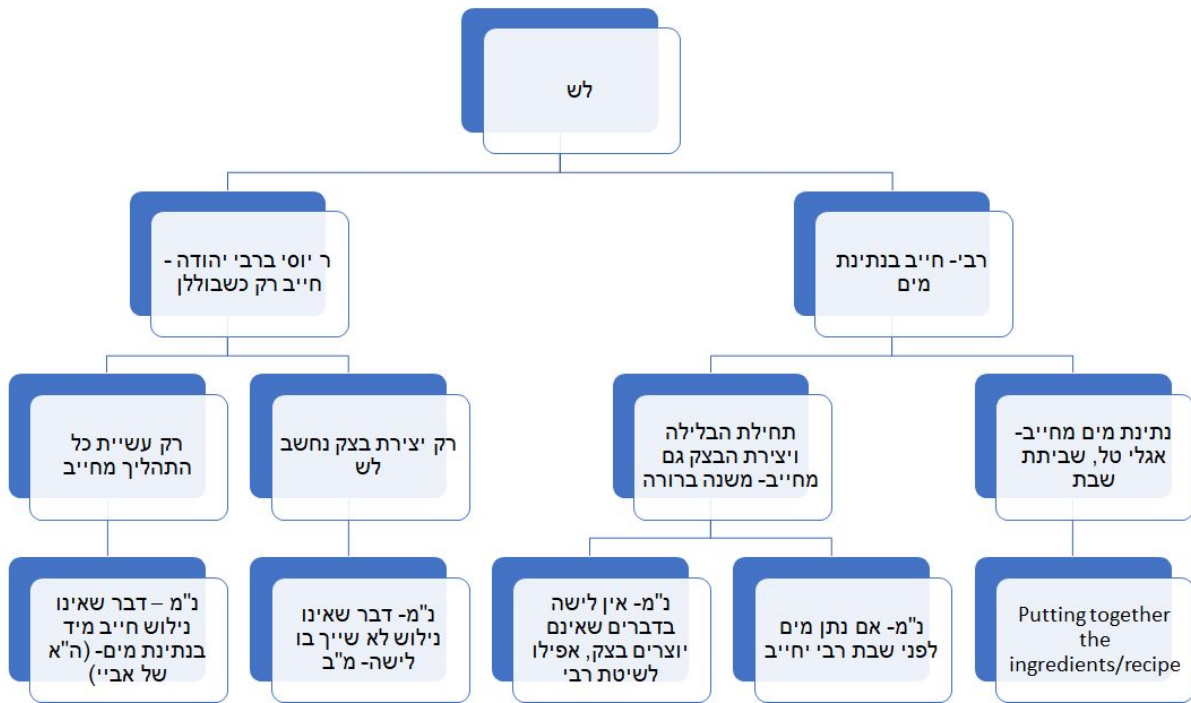 לש
רבי- חייב בנתינת
מים
ר יוסי ברבי יהודה -
חייב רק כשבוללן
נתינת מים מחייב-
אגלי טל, שביתת
שבת
תחילת הבלילה
ויצירת הבצק גם
מחייב- משנה ברורה
רק יצירת בצק נחשב
לש
רק עשיית כל
התהליך מחייב
Putting together
the
ingredients/recipe
נ"מ- אם נתן מים
לפני שבת רבי יחייב
נ"מ- אין לישה
בדברים שאינם
יוצרים בצק, אפילו
לשיטת רבי
נ"מ- דבר שאינו
נילוש לא שייך בו
לישה- מ"ב
נ"מ – דבר שאינו
נילוש חייב מיד
בנתינת מים- (ה"א
של אביי)